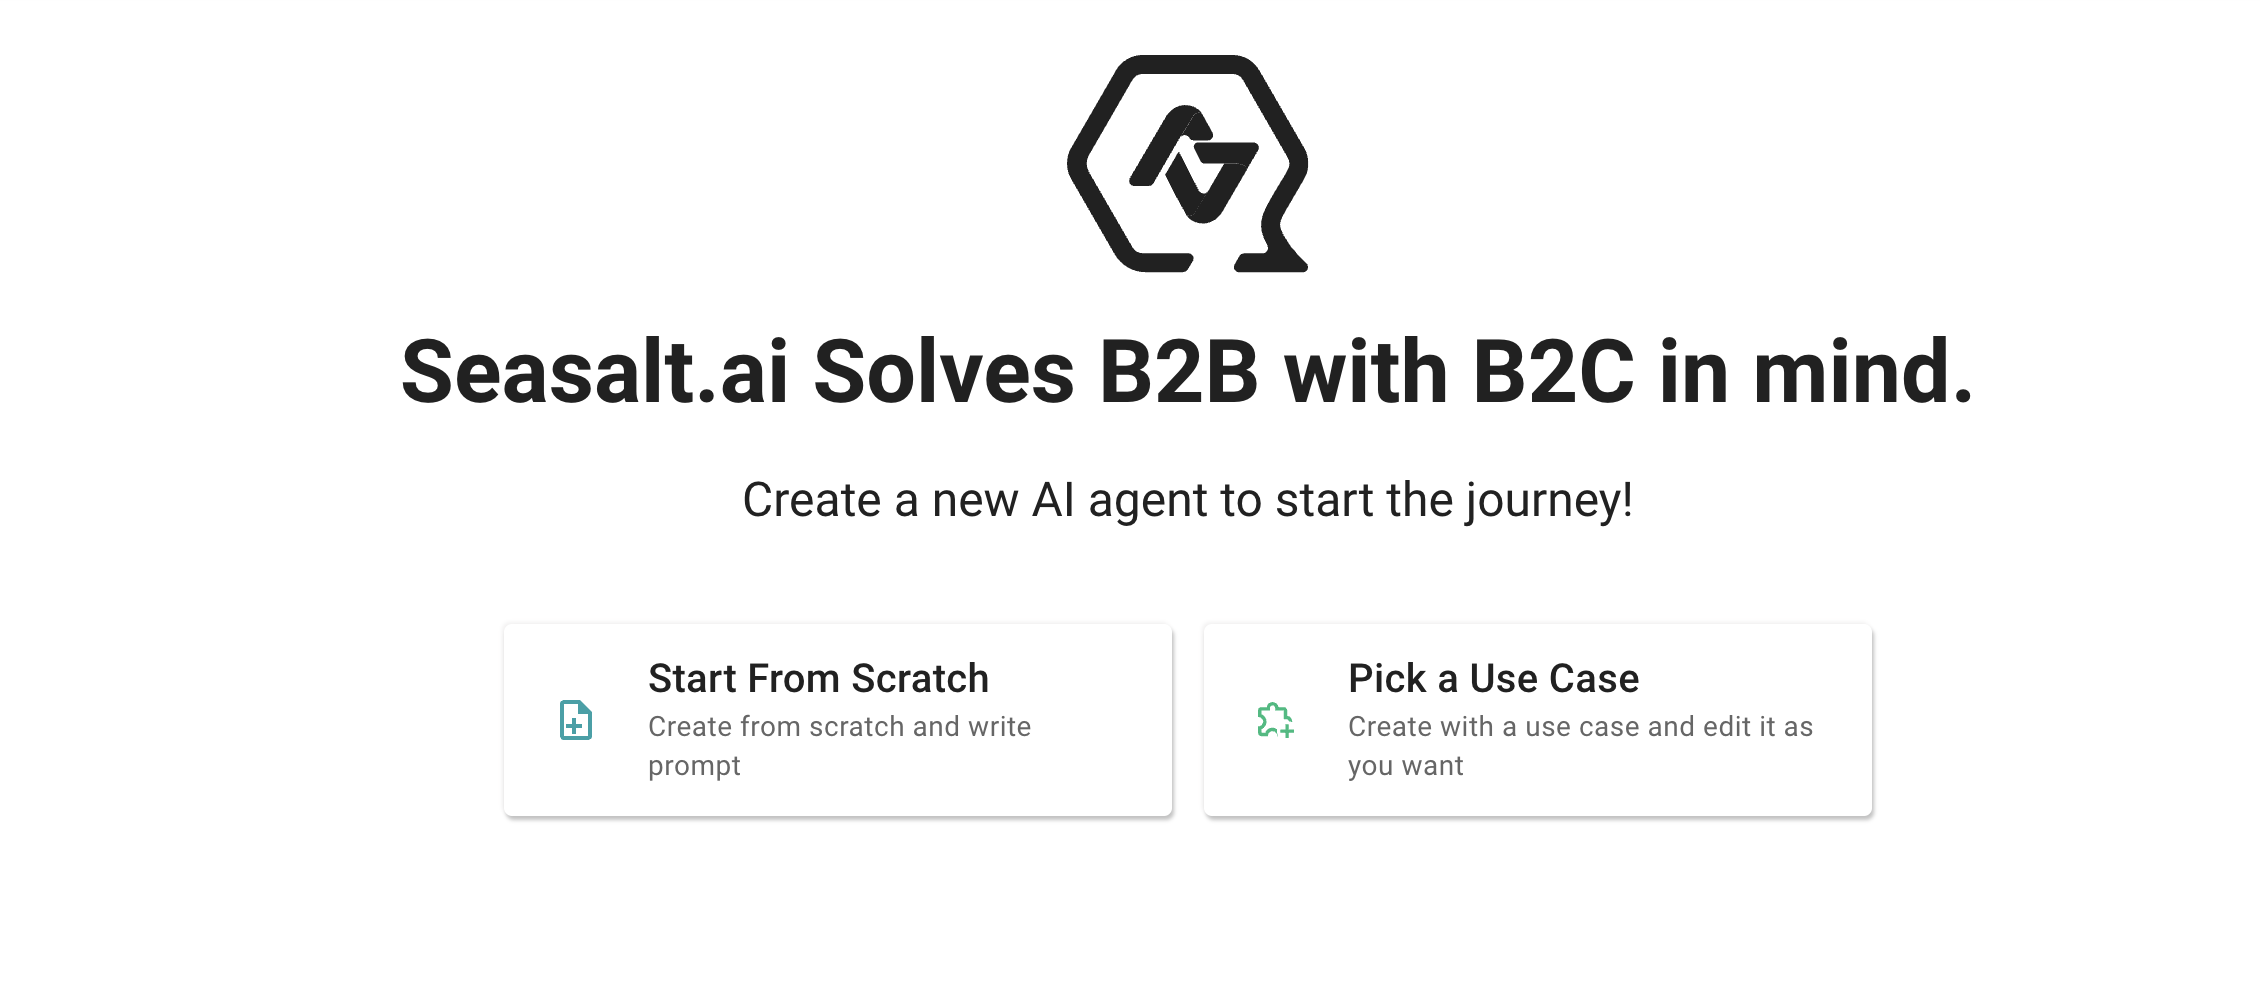 Seasalt.ai Solves B2B with B2C in mind.
Create a new AI agent to start the journey!
Start From Scratch
Create from scratch and write
prompt
Pick a Use Case
Create with a use case and edit it as
you want